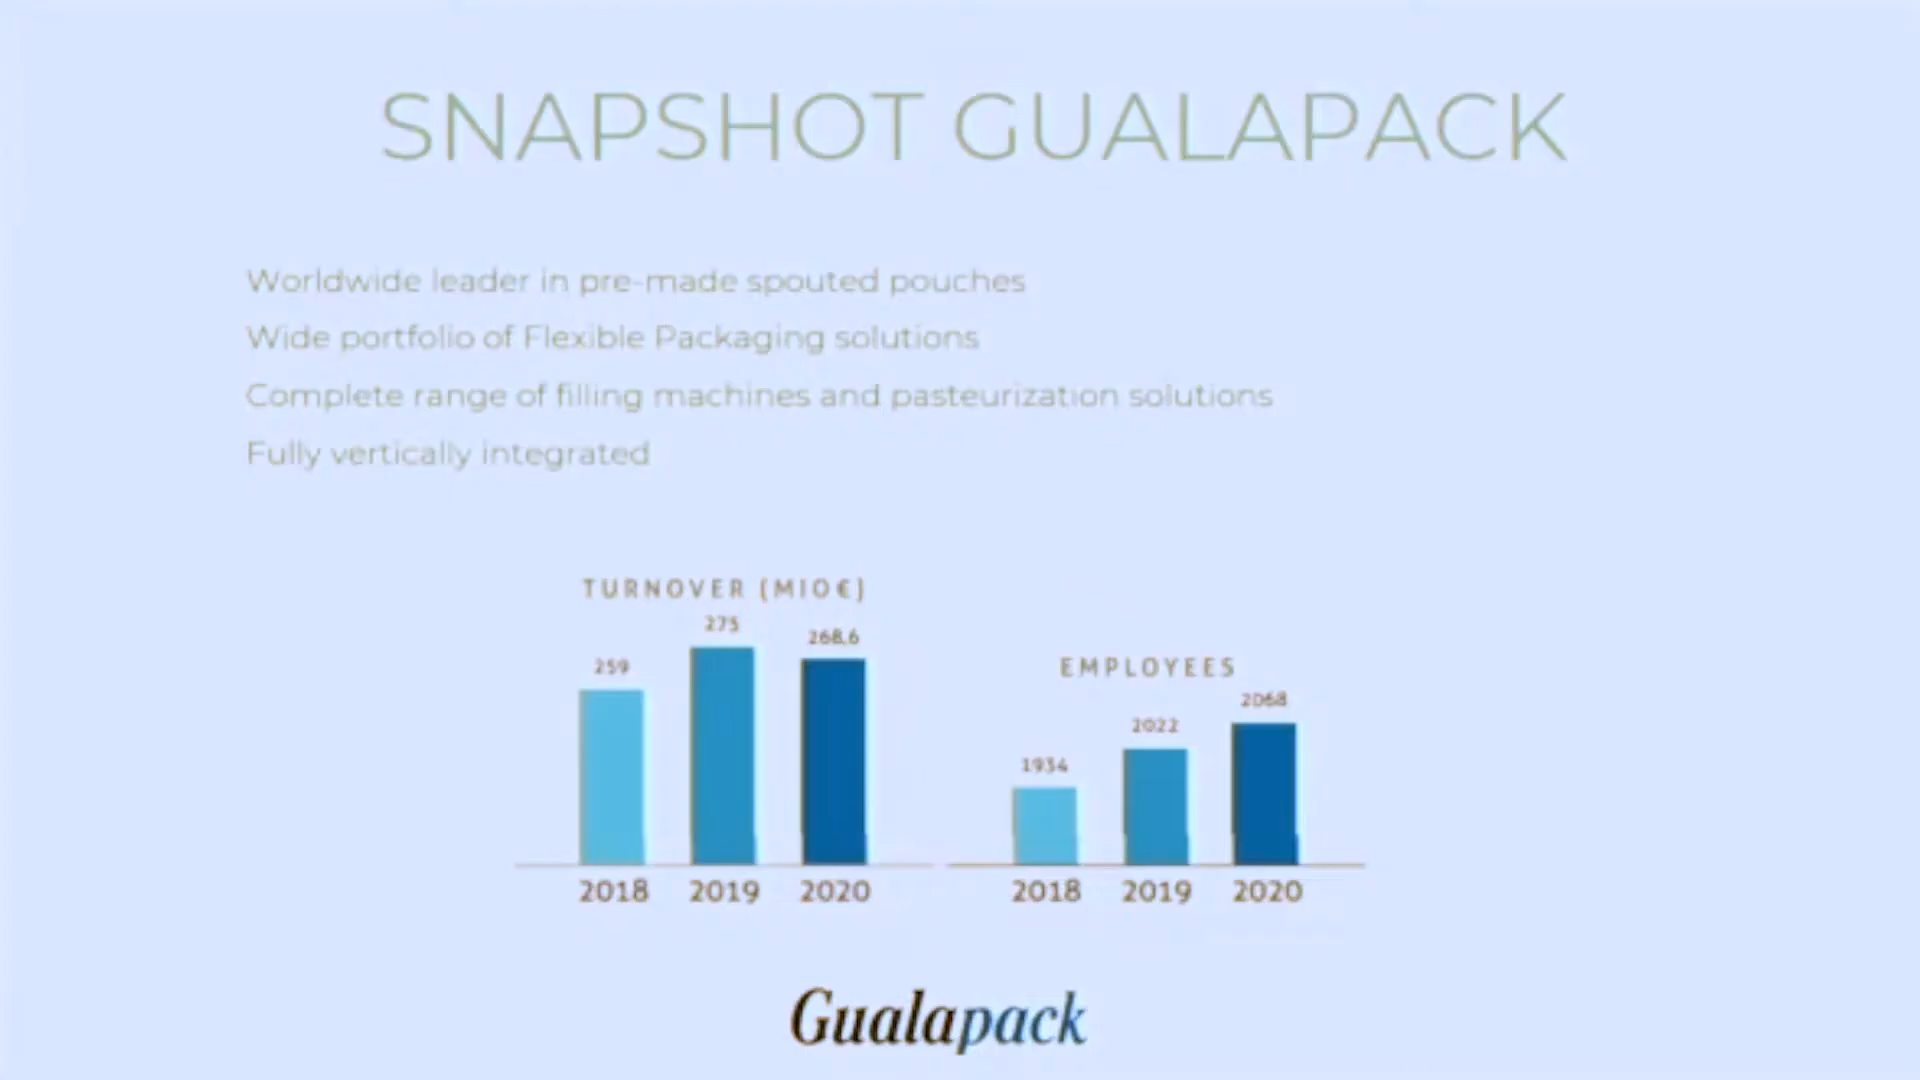 SNAPSHOT GUALAPACK
Worldwide leader in pre-made spouted pouches
Wide portfolio of Flexible Packaging solutions
Complete range of filling machines and pasteurization solutions
Fully vertically integrated
TURNOVER (MIO€)
259
275
268,6
2018 2019 2020
EMPLOYEES
1934
2022
2068
2018 2019 2020
Gualapack